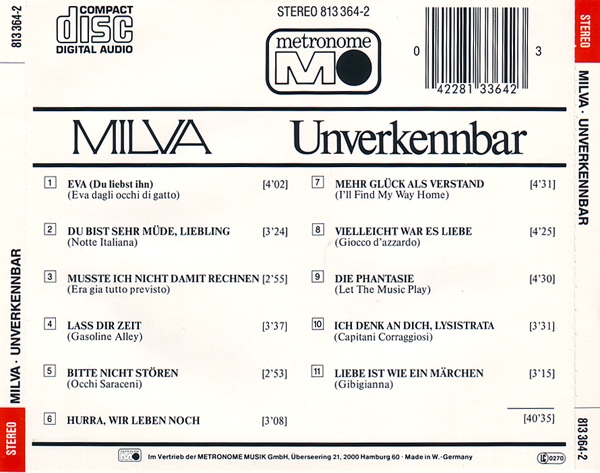 813 364-2
STEREO
COMPACT
disc
DIGITAL AUDIO
STEREO 813 364-2
metronome
M
0
42281 33642
3
MILVA
Unverkennbar
1 EVA (Du liebst ihn) [4'02]
(Eva dagli occhi di gatto)
2 DU BIST SEHR MÜDE, LIEBLING [3'24]
(Notte Italiana)
3 MUSSTE ICH NICHT DAMIT RECHNEN [2'55]
(Era gia tutto previsto)
4 LASS DIR ZEIT [3'37]
(Gasoline Alley)
5 BITTE NICHT STÖREN [2'53]
(Occhi Saraceni)
6 HURRA, WIR LEBEN NOCH [3'08]
7 MEHR GLÜCK ALS VERSTAND [4'31]
(I'll Find My Way Home)
8 VIELLEICHT WAR ES LIEBE [4'25]
(Giocco d'azzardo)
9 DIE PHANTASIE [4'30]
(Let The Music Play)
10 ICH DENK AN DICH, LYSISTRATA [3'31]
(Capitani Corraggiosi)
11 LIEBE IST WIE EIN MÄRCHEN [3'15]
(Gibigianna)
[40'35]
Im Vertrieb der METRONOME MUSIK GmbH, Überseering 21, 2000 Hamburg 60 · Made in W.-Germany
LC 0270
STEREO MILVA · UNVERKENNBAR 813 364-2
STEREO MILVA · UNVERKENNBAR